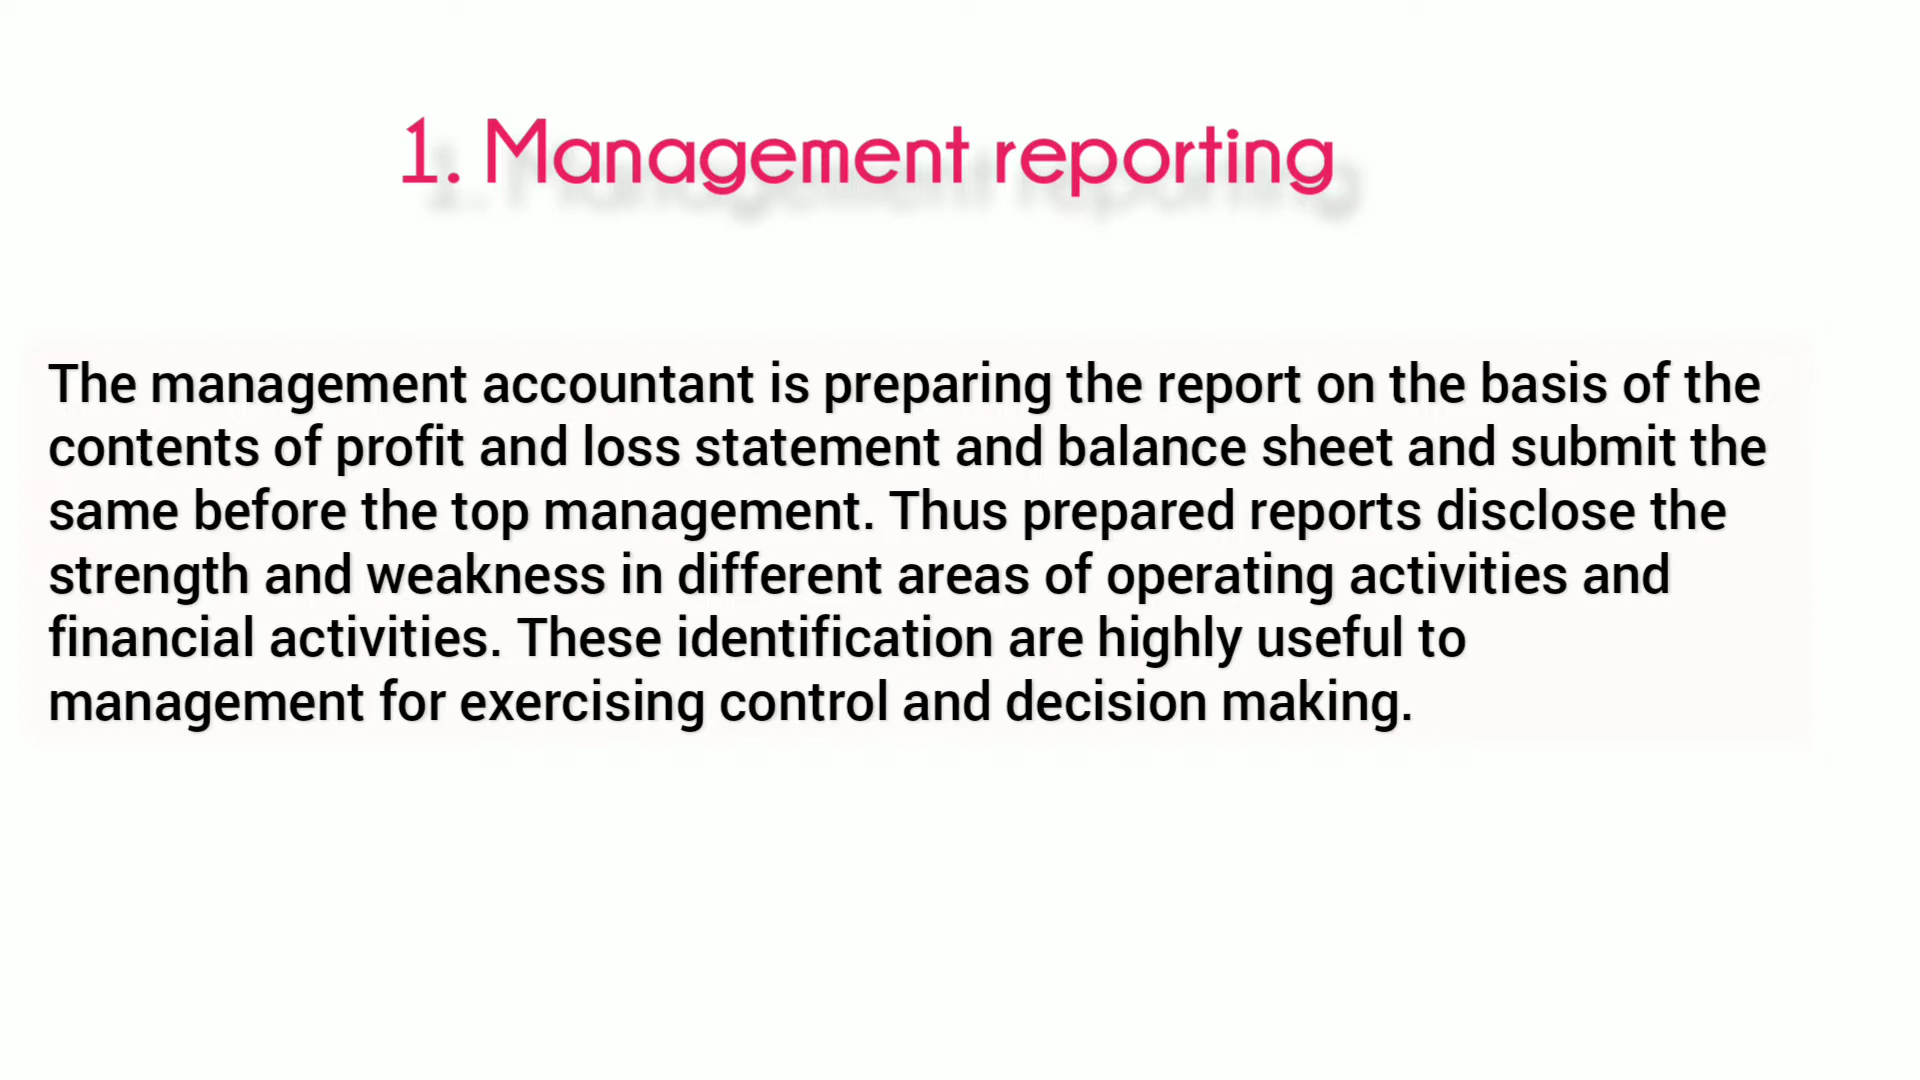 1. Management reporting
The management accountant is preparing the report on the basis of the
contents of profit and loss statement and balance sheet and submit the
same before the top management. Thus prepared reports disclose the
strength and weakness in different areas of operating activities and
financial activities. These identification are highly useful to
management for exercising control and decision making.